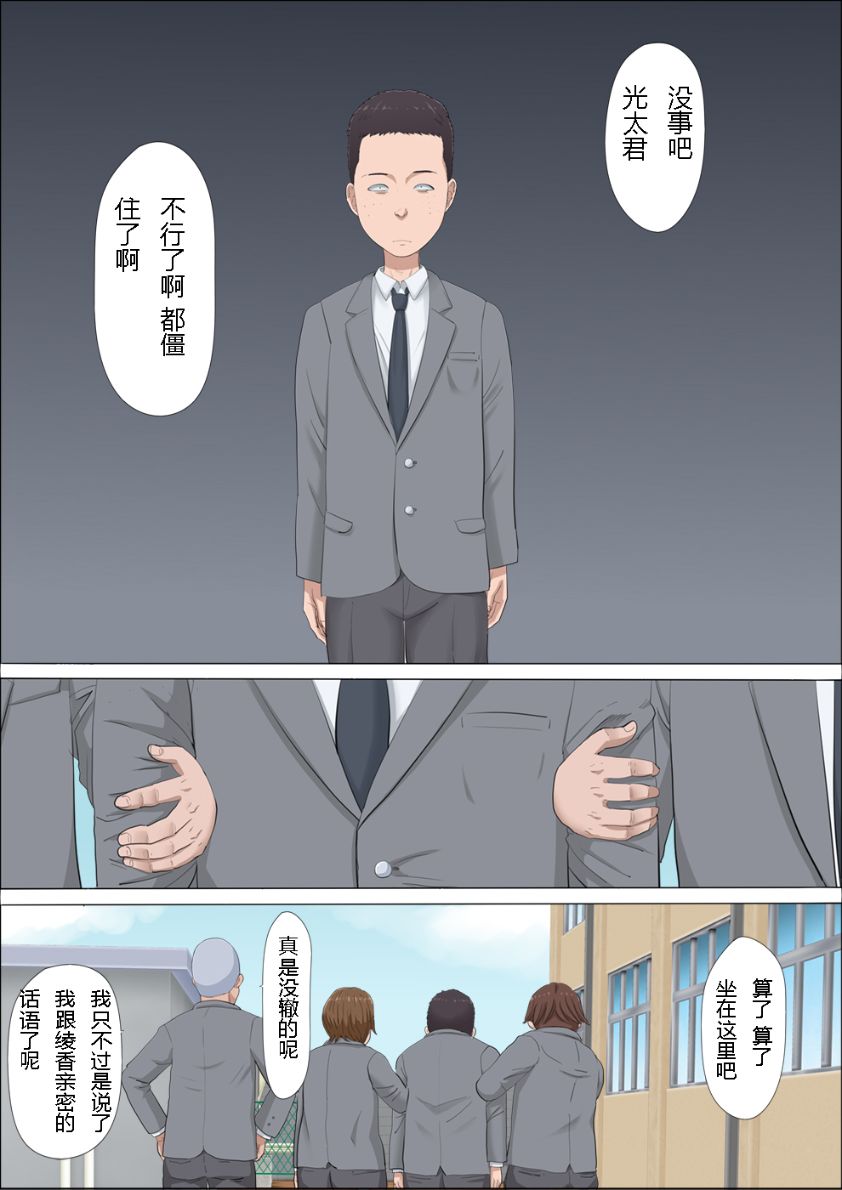 没事吧
光太君
不行了啊 都僵
住了啊
算了 算了
坐在这里吧
真是没辙的呢
我只不过是说了
我跟绫香亲密的
话语了呢